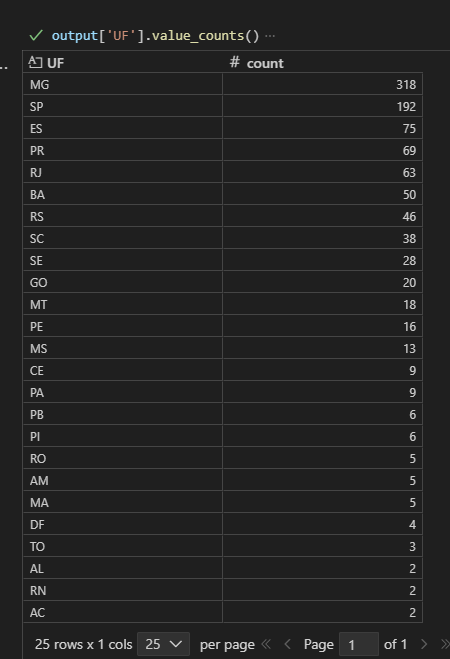 output['UF'].value_counts() ...
UF # count
MG 318
SP 192
ES 75
PR 69
RJ 63
BA 50
RS 46
SC 38
SE 28
GO 20
MT 18
PE 16
MS 13
CE 9
PA 9
PB 6
PI 6
RO 5
AM 5
MA 5
DF 4
TO 3
AL 2
RN 2
AC 2
25 rows x 1 cols 25 per page Page 1 of 1